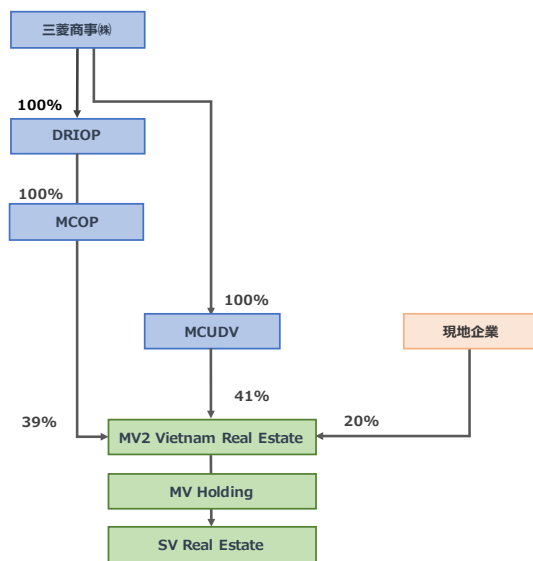 三菱商事㈱
100%
DRIOP
100%
MCOP
100%
MCUDV
現地企業
41%
39%
20%
MV2 Vietnam Real Estate
MV Holding
SV Real Estate